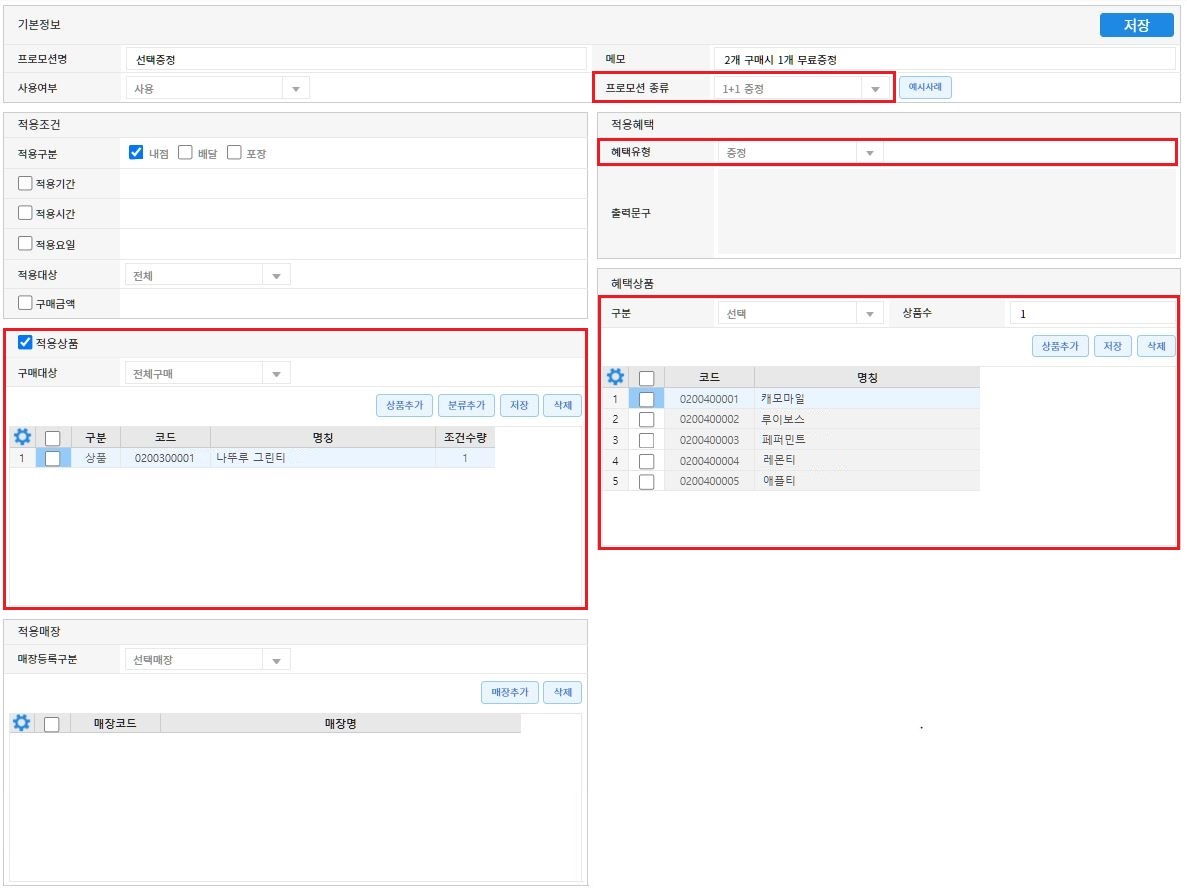 기본정보
저장
프로모션명 선택증정 메모 2개 구매시 1개 무료증정
사용여부 사용 프로모션 종류 1+1 증정 예시사례
적용조건
적용구분 내점 배달 포장
적용기간
적용시간
적용요일
적용대상 전체
구매금액
적용상품
구매대상 전체구매
상품추가 분류추가 저장 삭제
구분 코드 명칭 조건수량
1 상품 0200300001 나뚜루 그린티 1
적용매장
매장등록구분 선택매장
매장추가 삭제
매장코드 매장명
적용혜택
혜택유형 증정
출력문구
혜택상품
구분 선택 상품수 1
상품추가 저장 삭제
코드 명칭
1 0200400001 캐모마일
2 0200400002 루이보스
3 0200400003 페퍼민트
4 0200400004 레몬티
5 0200400005 애플티